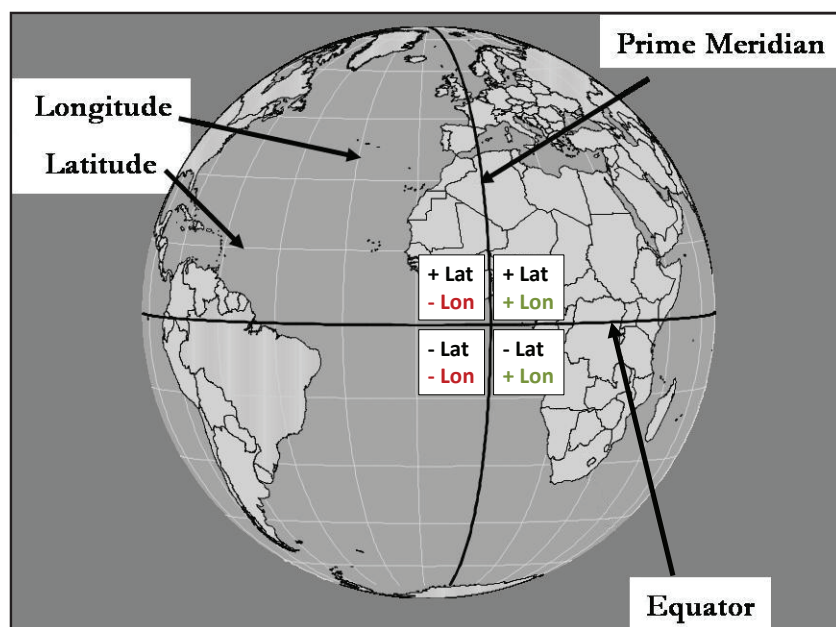 Prime Meridian
Longitude
Latitude
+ Lat
- Lon
+ Lat
+ Lon
- Lat
- Lon
- Lat
+ Lon
Equator